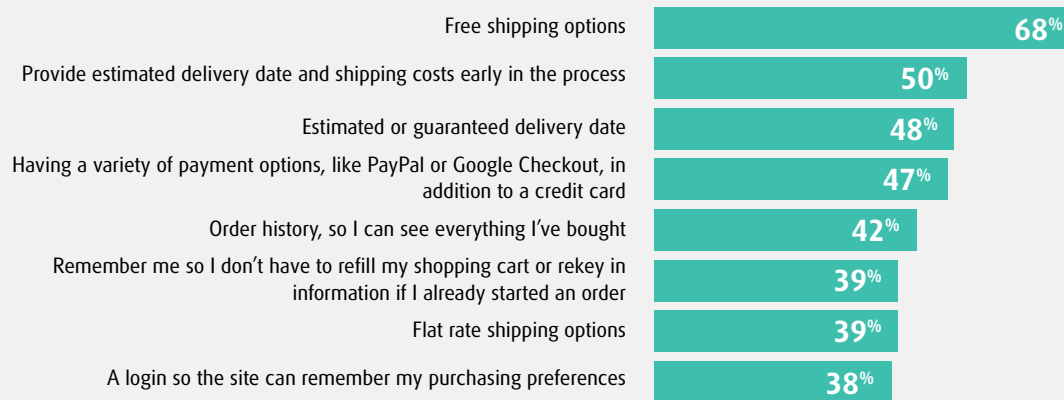 Free shipping options
68%
Provide estimated delivery date and shipping costs early in the process
50%
Estimated or guaranteed delivery date
48%
Having a variety of payment options, like PayPal or Google Checkout, in
addition to a credit card
47%
Order history, so I can see everything I’ve bought
42%
Remember me so I don’t have to refill my shopping cart or rekey in
information if I already started an order
39%
Flat rate shipping options
39%
A login so the site can remember my purchasing preferences
38%